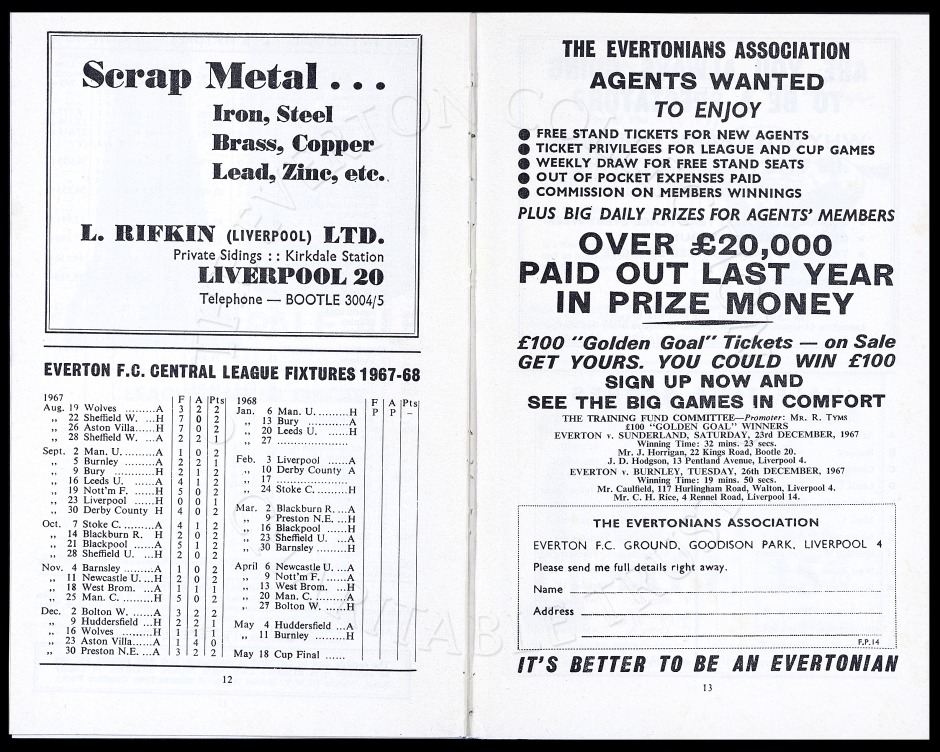 Scrap Metal . . .
Iron, Steel
Brass, Copper
Lead, Zinc, etc.
L. RIFKIN (LIVERPOOL) LTD.
Private Sidings : : Kirkdale Station
LIVERPOOL 20
Telephone — BOOTLE 3004/5
EVERTON F.C. CENTRAL LEAGUE FIXTURES 1967-68
1967 F A Pts
Aug. 19 Wolves .........A 3 2 2
,, 22 Sheffield W. ...H 7 0 2
,, 26 Aston Villa......H 7 0 2
,, 28 Sheffield W. ...A 2 2 1
Sept. 2 Man. U. .........A 1 0 2
,, 5 Burnley .........A 2 2 1
,, 9 Bury ............H 2 1 2
,, 16 Leeds U. ......A 4 1 2
,, 19 Nott'm F. ......H 5 0 2
,, 23 Liverpool ......H 0 0 1
,, 30 Derby County H 4 0 2
Oct. 7 Stoke C. .........A 4 1 2
,, 14 Blackburn R. H 2 0 2
,, 21 Blackpool ......A 5 1 2
,, 28 Sheffield U. ...H 2 0 2
Nov. 4 Barnsley .........A 1 0 2
,, 11 Newcastle U. ...H 2 0 2
,, 18 West Brom. ...A 1 1 1
,, 25 Man. C. .........H 5 0 2
Dec. 2 Bolton W. ......A 3 2 2
,, 9 Huddersfield ...H 2 2 1
,, 16 Wolves .........H 1 1 1
,, 23 Aston Villa......A 1 4 0
,, 30 Preston N.E. ...A 3 2 2
1968 F A Pts
Jan. 6 Man. U. .........H P P –
,, 13 Bury ............A
,, 20 Leeds U. ......H
,, 27 ..................
Feb. 3 Liverpool ......A
,, 10 Derby County A
,, 17 ..................
,, 24 Stoke C. .........H
Mar. 2 Blackburn R. ...A
,, 9 Preston N.E. ...H
,, 16 Blackpool ......H
,, 23 Sheffield U. ...A
,, 30 Barnsley .........H
April 6 Newcastle U. ...A
,, 9 Nott'm F. ......A
,, 13 West Brom. ...H
,, 20 Man. C. .........A
,, 27 Bolton W. ......H
May 4 Huddersfield ...A
,, 11 Burnley .........H
May 18 Cup Final ......
12
THE EVERTONIANS ASSOCIATION
AGENTS WANTED
TO ENJOY
● FREE STAND TICKETS FOR NEW AGENTS
● TICKET PRIVILEGES FOR LEAGUE AND CUP GAMES
● WEEKLY DRAW FOR FREE STAND SEATS
● OUT OF POCKET EXPENSES PAID
● COMMISSION ON MEMBERS WINNINGS
PLUS BIG DAILY PRIZES FOR AGENTS' MEMBERS
OVER £20,000
PAID OUT LAST YEAR
IN PRIZE MONEY
£100 "Golden Goal" Tickets — on Sale
GET YOURS. YOU COULD WIN £100
SIGN UP NOW AND
SEE THE BIG GAMES IN COMFORT
THE TRAINING FUND COMMITTEE—Promoter: MR. R. TYMS
£100 "GOLDEN GOAL" WINNERS
EVERTON v. SUNDERLAND, SATURDAY, 23rd DECEMBER, 1967
Winning Time: 32 mins. 23 secs.
Mr. J. Horrigan, 22 Kings Road, Bootle 20.
J. D. Hodgson, 13 Pentland Avenue, Liverpool 4.
EVERTON v. BURNLEY, TUESDAY, 26th DECEMBER, 1967
Winning Time: 19 mins. 50 secs.
Mr. Caulfield, 117 Hurlingham Road, Walton, Liverpool 4.
Mr. C. H. Rice, 4 Rennel Road, Liverpool 14.
THE EVERTONIANS ASSOCIATION
EVERTON F.C. GROUND, GOODISON PARK, LIVERPOOL 4
Please send me full details right away.
Name
Address
F.P.14
IT'S BETTER TO BE AN EVERTONIAN
13